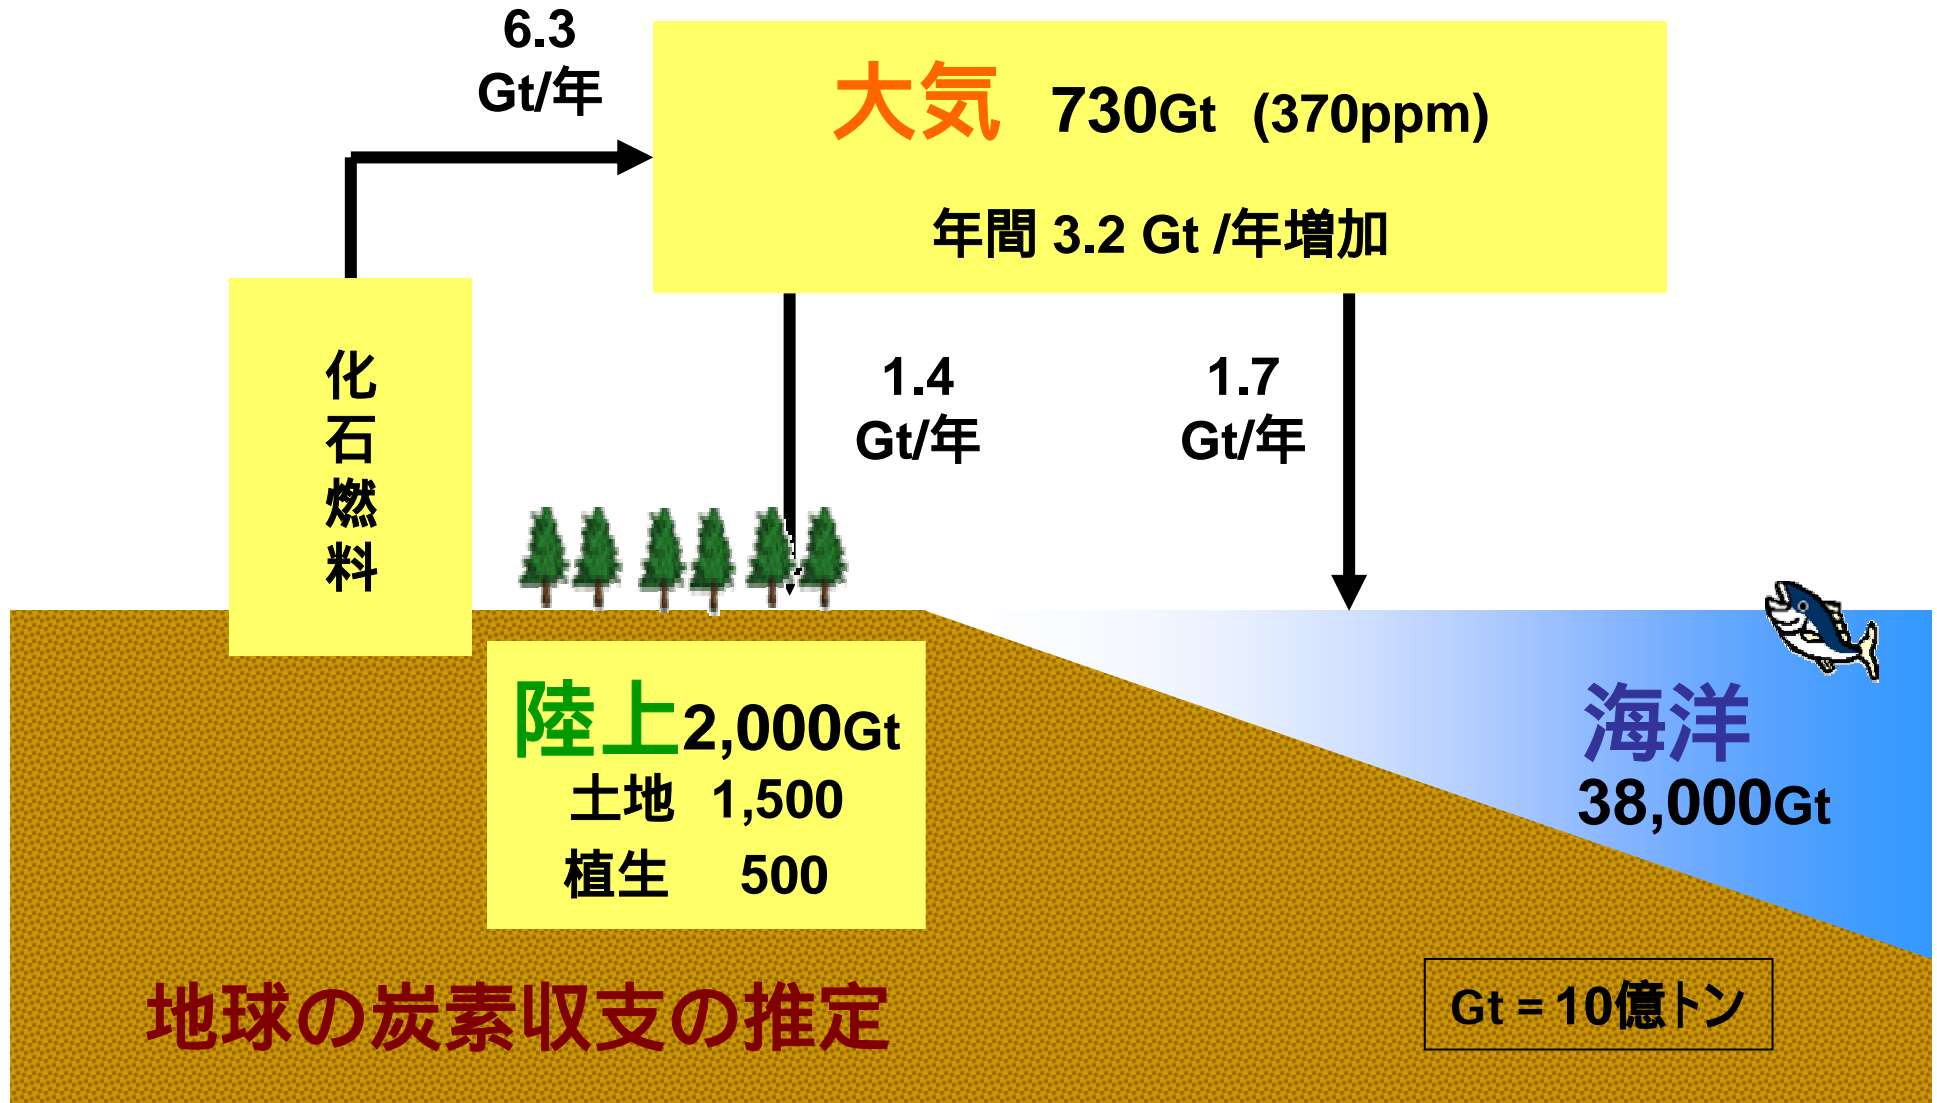 6.3
Gt/年
大気 730Gt (370ppm)
年間 3.2 Gt /年増加
化石燃料
1.4
Gt/年
1.7
Gt/年
陸上2,000Gt
土地 1,500
植生 500
海洋
38,000Gt
地球の炭素収支の推定
Gt = 10億トン